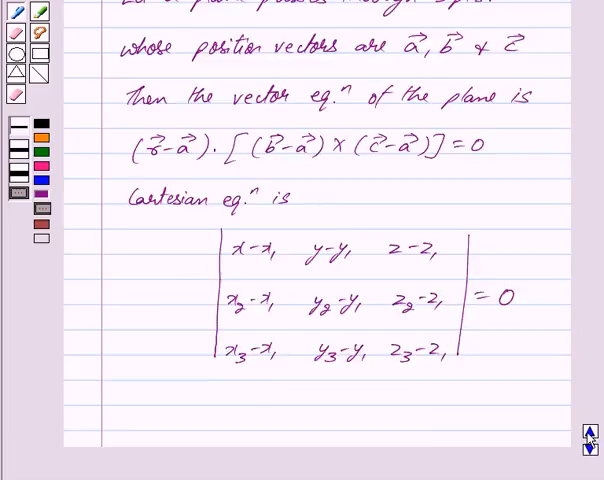 whose position vectors are a⃗, b⃗ & c⃗
Then the vector eq.ⁿ of the plane is
(r⃗-a⃗). [(b⃗-a⃗)×(c⃗-a⃗)]=0
Cartesian eq.ⁿ is
| x-x₁ y-y₁ z-z₁ |
| x₂-x₁ y₂-y₁ z₂-z₁ | = 0
| x₃-x₁ y₃-y₁ z₃-z₁ |